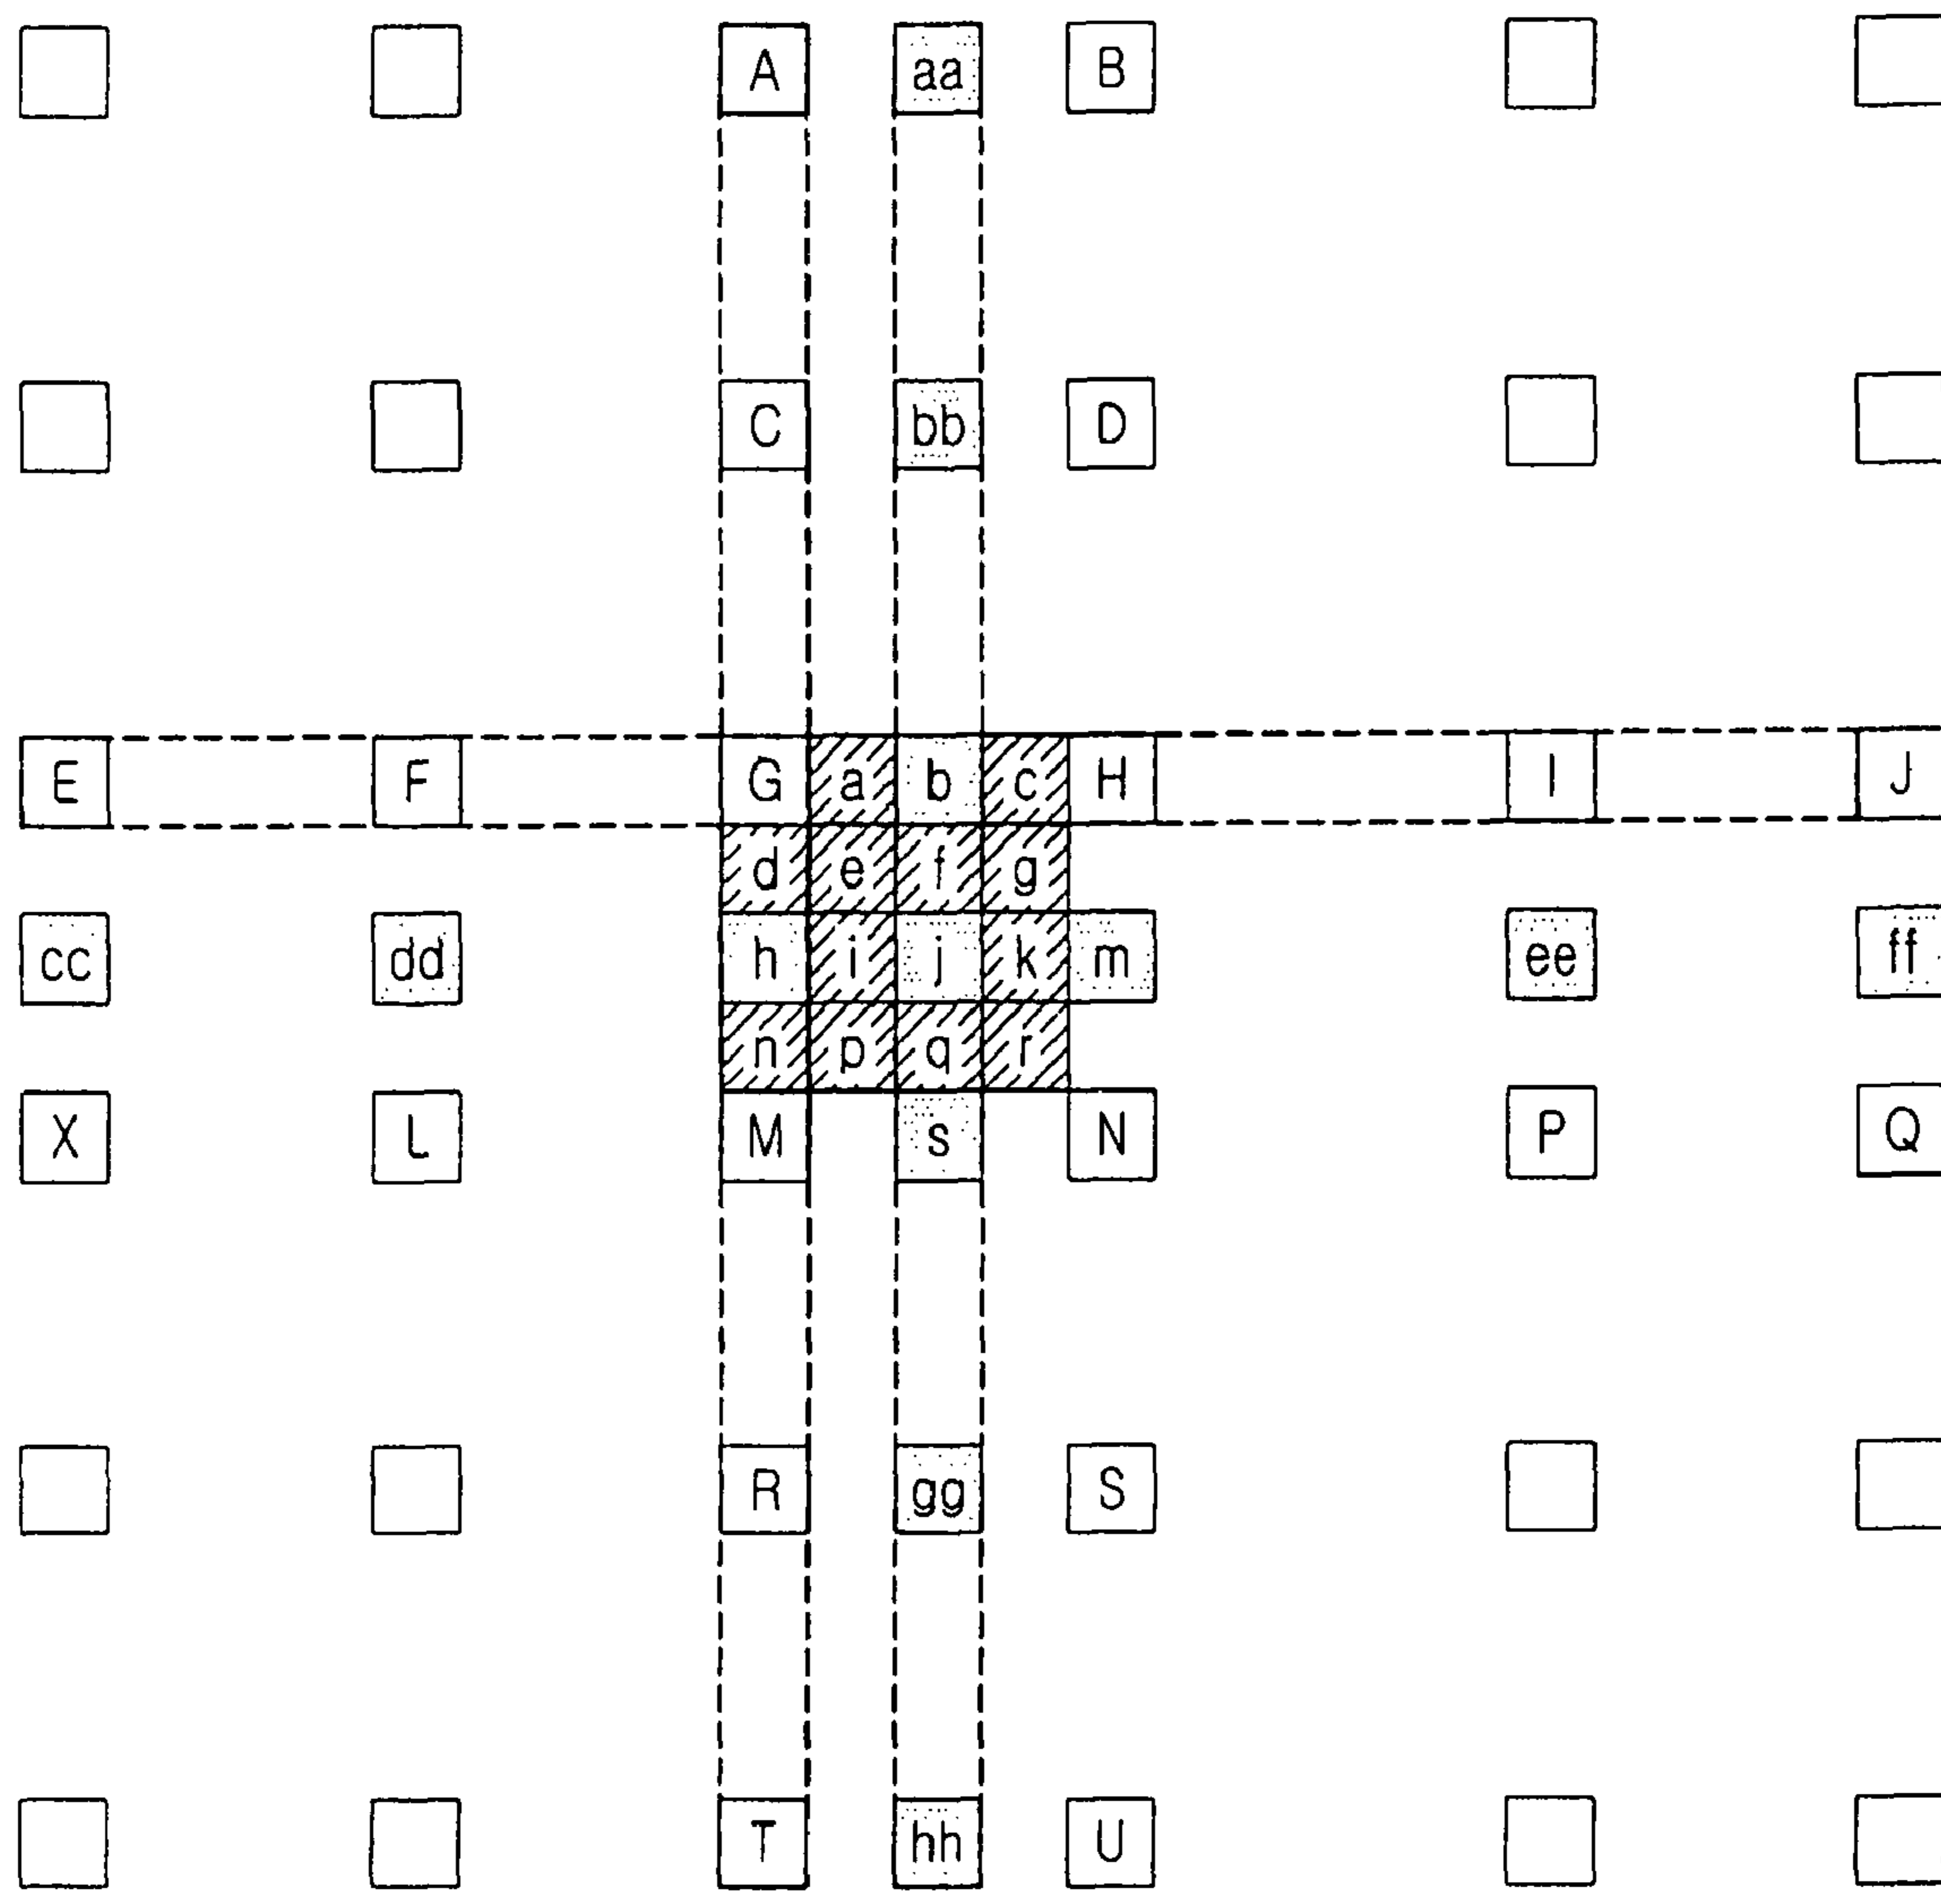 A aa B
C bb D
E F G a b c H I J
d e f g
cc dd h i j k m ee ff
n p q r
X L M s N P Q
R gg S
T hh U